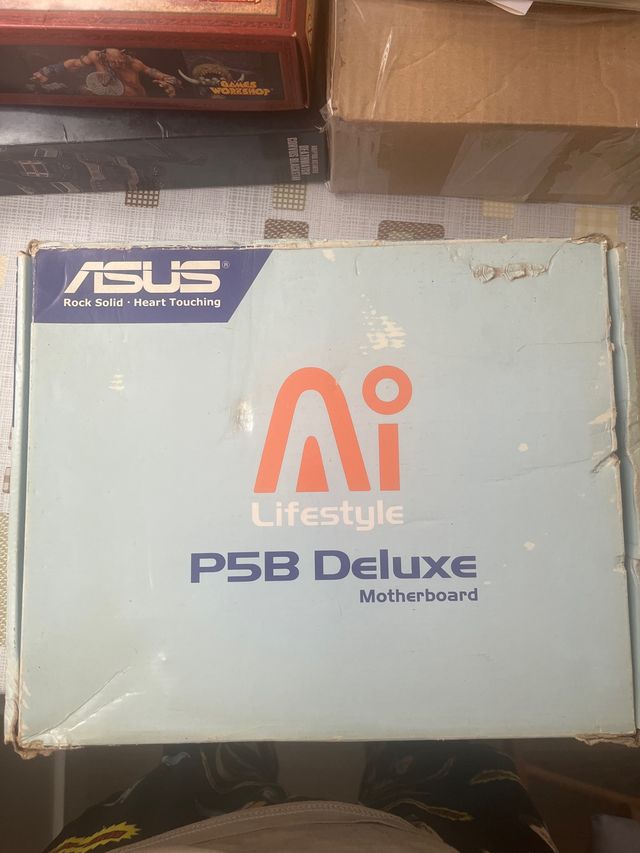 GAMES
WORKSHOP
ASUS®
Rock Solid · Heart Touching
Ai
Lifestyle
P5B Deluxe
Motherboard